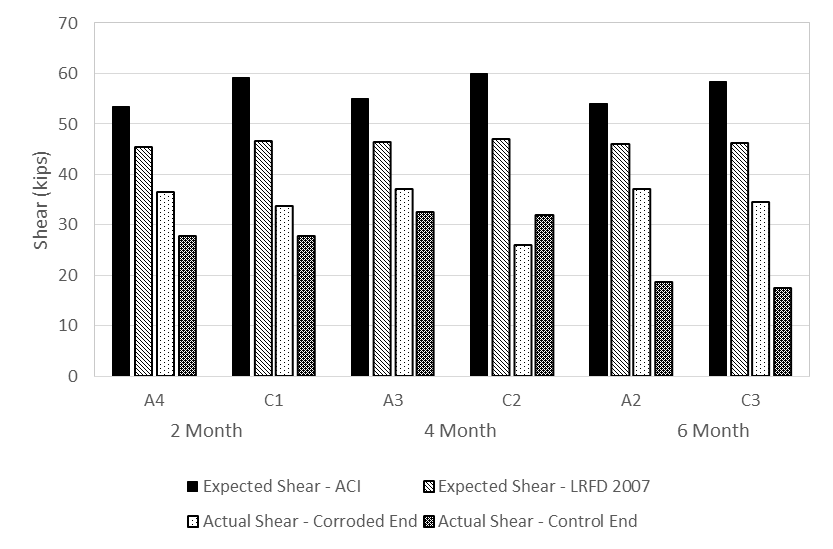 70
60
50
40
30
20
10
0
Shear (kips)
A4 C1 A3 C2 A2 C3
2 Month 4 Month 6 Month
Expected Shear - ACI Expected Shear - LRFD 2007
Actual Shear - Corroded End Actual Shear - Control End